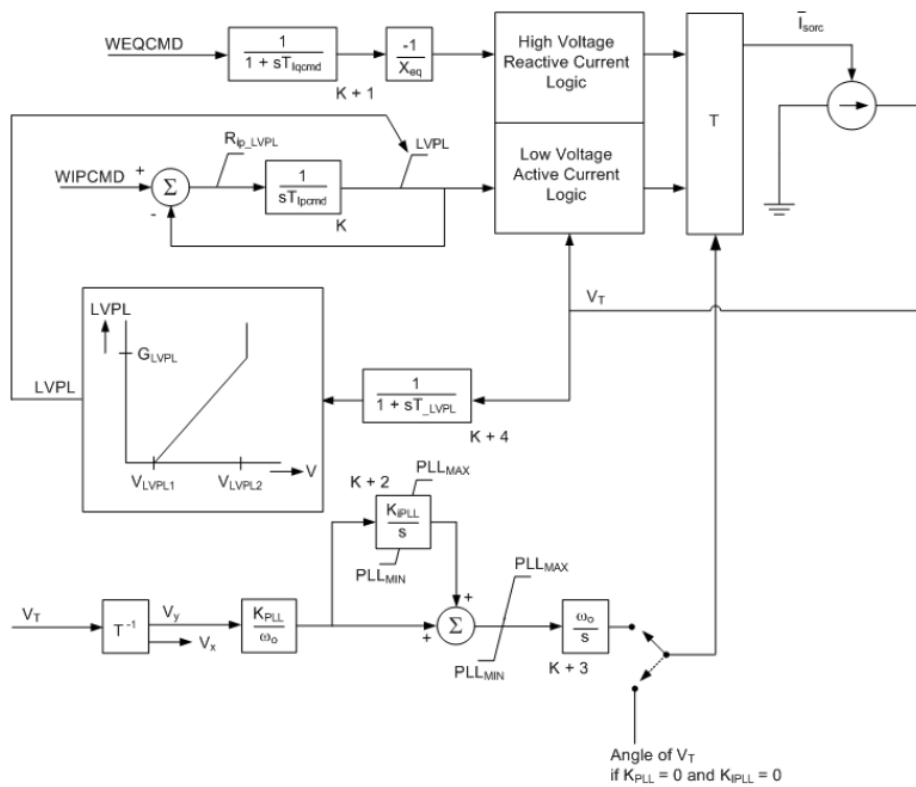 WEQCMD
1
1 + sT_Iqcmd
K + 1
-1
X_eq
High Voltage
Reactive Current
Logic
T
I̅_sorc
R_Ip_LVPL
LVPL
WIPCMD
+
-
Σ
1
sT_Ipcmd
K
Low Voltage
Active Current
Logic
V_T
LVPL
G_LVPL
LVPL
V_LVPL1
V_LVPL2
V
1
1 + sT_LVPL
K + 4
K + 2
PLL_MAX
K_iPLL
s
PLL_MIN
V_T
T⁻¹
V_y
V_x
K_PLL
ω_o
+
+
Σ
PLL_MAX
PLL_MIN
ω_o
s
K + 3
Angle of V_T
if K_PLL = 0 and K_IPLL = 0